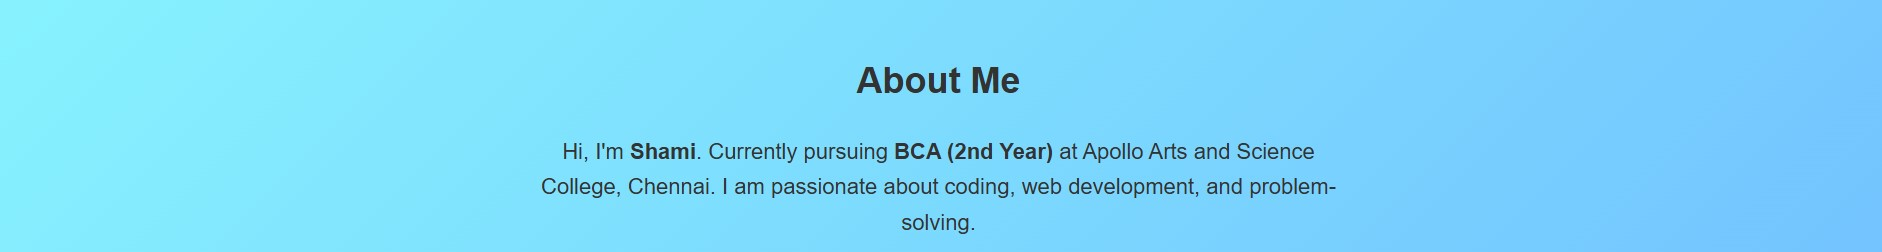 About Me
Hi, I'm Shami. Currently pursuing BCA (2nd Year) at Apollo Arts and Science
College, Chennai. I am passionate about coding, web development, and problem-
solving.